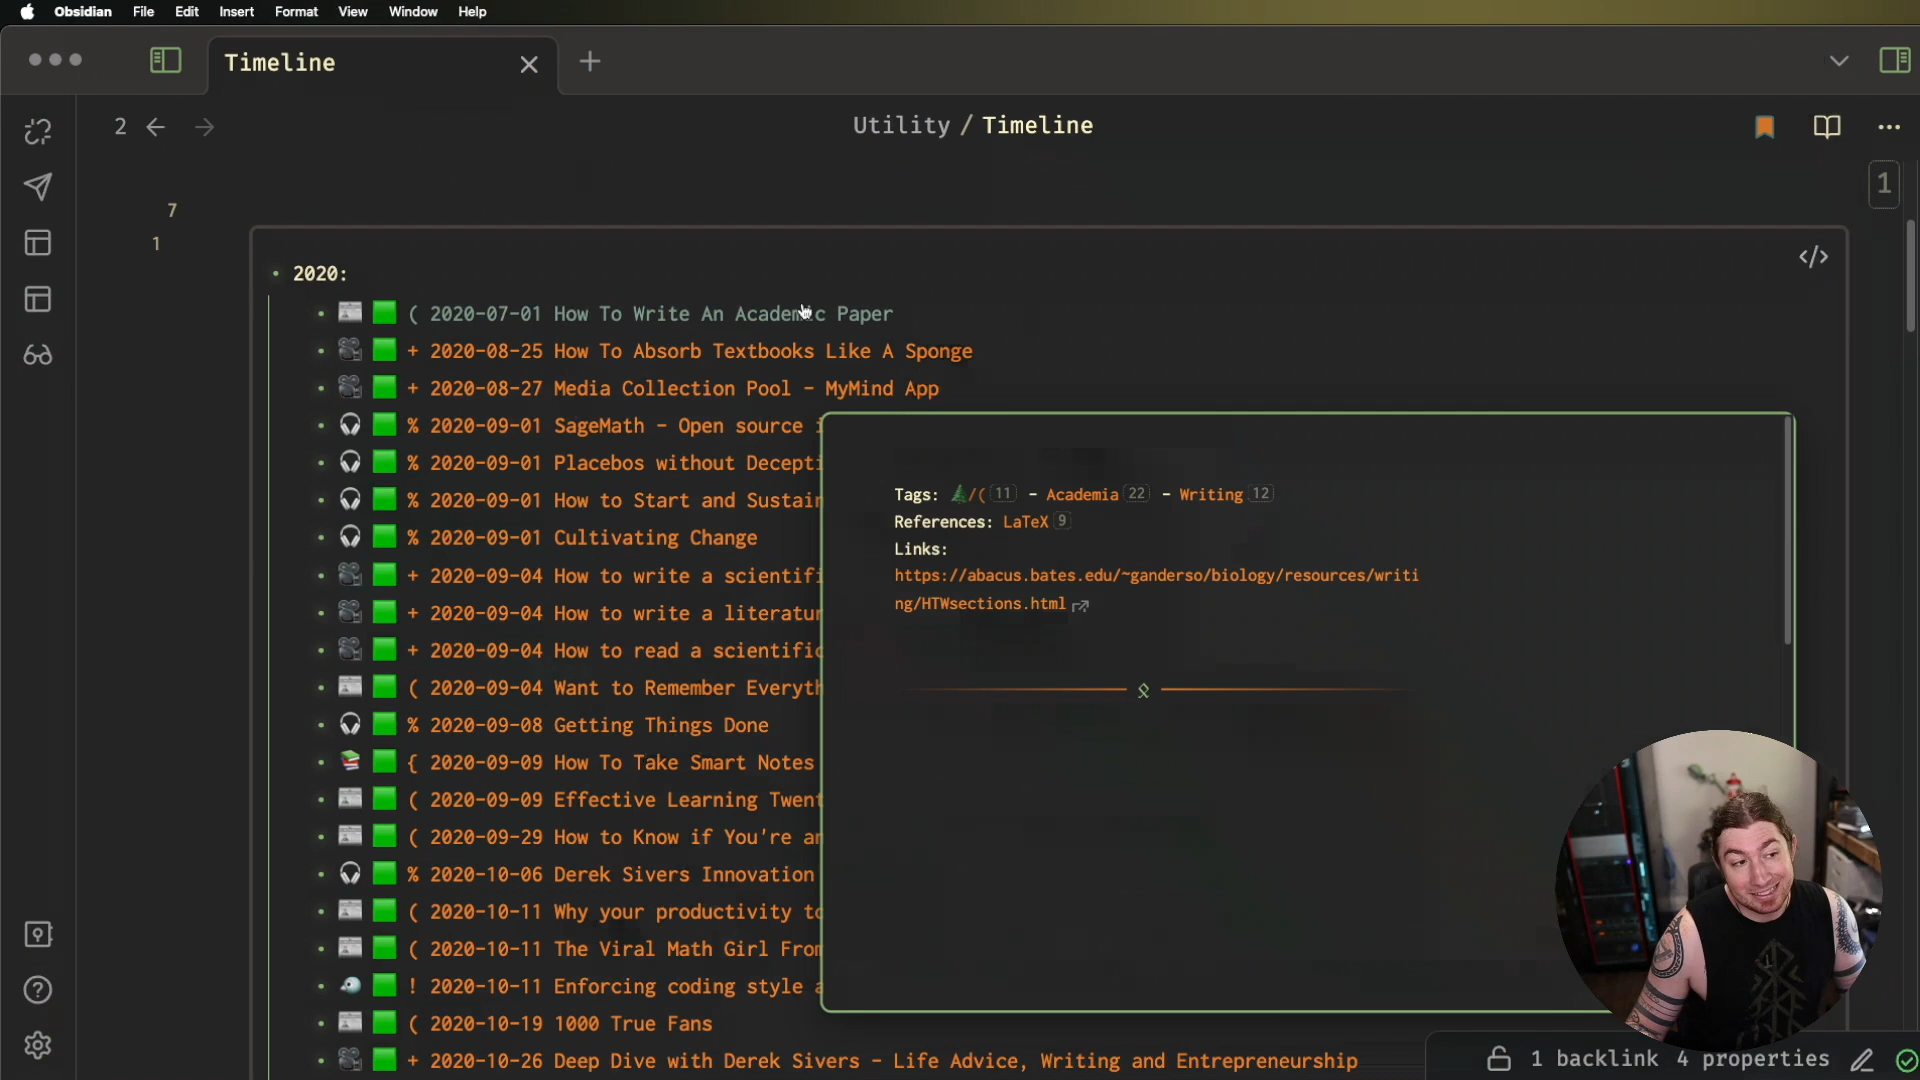 Obsidian File Edit Insert Format View Window Help
Timeline
2
Utility / Timeline
1
7
1
2020:
( 2020-07-01 How To Write An Academic Paper
+ 2020-08-25 How To Absorb Textbooks Like A Sponge
+ 2020-08-27 Media Collection Pool - MyMind App
% 2020-09-01 SageMath - Open source
% 2020-09-01 Placebos without Decepti
% 2020-09-01 How to Start and Sustain
% 2020-09-01 Cultivating Change
+ 2020-09-04 How to write a scientifi
+ 2020-09-04 How to write a literatur
+ 2020-09-04 How to read a scientific
( 2020-09-04 Want to Remember Everyth
% 2020-09-08 Getting Things Done
{ 2020-09-09 How To Take Smart Notes
( 2020-09-09 Effective Learning Twent
( 2020-09-29 How to Know if You're an
% 2020-10-06 Derek Sivers Innovation
( 2020-10-11 Why your productivity to
( 2020-10-11 The Viral Math Girl From
! 2020-10-11 Enforcing coding style a
( 2020-10-19 1000 True Fans
+ 2020-10-26 Deep Dive with Derek Sivers - Life Advice, Writing and Entrepreneurship
Tags: 🌲/( 11 - Academia 22 - Writing 12
References: LaTeX 9
Links:
https://abacus.bates.edu/~ganderso/biology/resources/writi
ng/HTWsections.html
1 backlink 4 properties